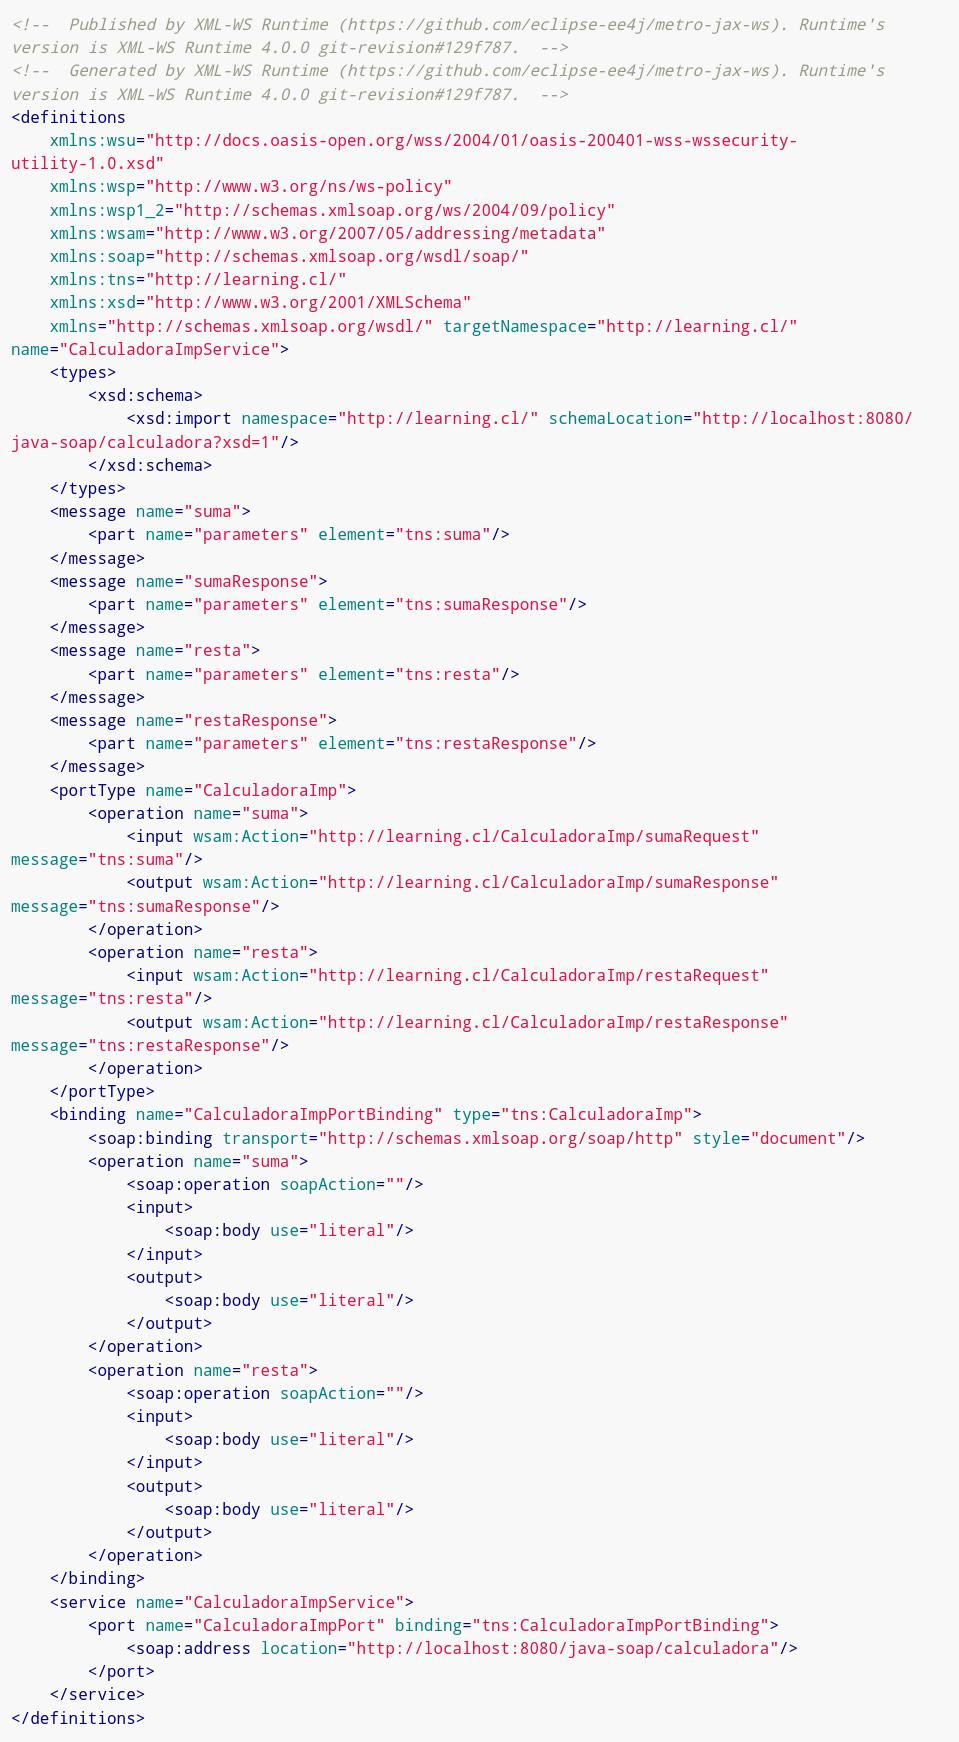 <!--  Published by XML-WS Runtime (https://github.com/eclipse-ee4j/metro-jax-ws). Runtime's
version is XML-WS Runtime 4.0.0 git-revision#129f787.  -->
<!--  Generated by XML-WS Runtime (https://github.com/eclipse-ee4j/metro-jax-ws). Runtime's
version is XML-WS Runtime 4.0.0 git-revision#129f787.  -->
<definitions
    xmlns:wsu="http://docs.oasis-open.org/wss/2004/01/oasis-200401-wss-wssecurity-
utility-1.0.xsd"
    xmlns:wsp="http://www.w3.org/ns/ws-policy"
    xmlns:wsp1_2="http://schemas.xmlsoap.org/ws/2004/09/policy"
    xmlns:wsam="http://www.w3.org/2007/05/addressing/metadata"
    xmlns:soap="http://schemas.xmlsoap.org/wsdl/soap/"
    xmlns:tns="http://learning.cl/"
    xmlns:xsd="http://www.w3.org/2001/XMLSchema"
    xmlns="http://schemas.xmlsoap.org/wsdl/" targetNamespace="http://learning.cl/"
name="CalculadoraImpService">
    <types>
        <xsd:schema>
            <xsd:import namespace="http://learning.cl/" schemaLocation="http://localhost:8080/
java-soap/calculadora?xsd=1"/>
        </xsd:schema>
    </types>
    <message name="suma">
        <part name="parameters" element="tns:suma"/>
    </message>
    <message name="sumaResponse">
        <part name="parameters" element="tns:sumaResponse"/>
    </message>
    <message name="resta">
        <part name="parameters" element="tns:resta"/>
    </message>
    <message name="restaResponse">
        <part name="parameters" element="tns:restaResponse"/>
    </message>
    <portType name="CalculadoraImp">
        <operation name="suma">
            <input wsam:Action="http://learning.cl/CalculadoraImp/sumaRequest"
message="tns:suma"/>
            <output wsam:Action="http://learning.cl/CalculadoraImp/sumaResponse"
message="tns:sumaResponse"/>
        </operation>
        <operation name="resta">
            <input wsam:Action="http://learning.cl/CalculadoraImp/restaRequest"
message="tns:resta"/>
            <output wsam:Action="http://learning.cl/CalculadoraImp/restaResponse"
message="tns:restaResponse"/>
        </operation>
    </portType>
    <binding name="CalculadoraImpPortBinding" type="tns:CalculadoraImp">
        <soap:binding transport="http://schemas.xmlsoap.org/soap/http" style="document"/>
        <operation name="suma">
            <soap:operation soapAction=""/>
            <input>
                <soap:body use="literal"/>
            </input>
            <output>
                <soap:body use="literal"/>
            </output>
        </operation>
        <operation name="resta">
            <soap:operation soapAction=""/>
            <input>
                <soap:body use="literal"/>
            </input>
            <output>
                <soap:body use="literal"/>
            </output>
        </operation>
    </binding>
    <service name="CalculadoraImpService">
        <port name="CalculadoraImpPort" binding="tns:CalculadoraImpPortBinding">
            <soap:address location="http://localhost:8080/java-soap/calculadora"/>
        </port>
    </service>
</definitions>